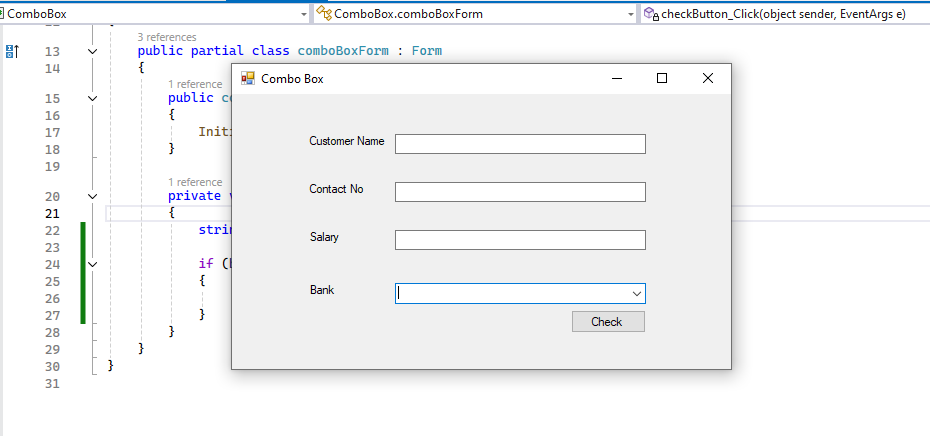 ComboBox
ComboBox.comboBoxForm
checkButton_Click(object sender, EventArgs e)
3 references
13 public partial class comboBoxForm : Form
14 {
1 reference
15 public c
16 {
17 Initi
18 }
19
1 reference
20 private
21 {
22 strin
23
24 if (
25 {
26
27 }
28 }
29 }
30 }
31
Combo Box
Customer Name
Contact No
Salary
Bank
Check